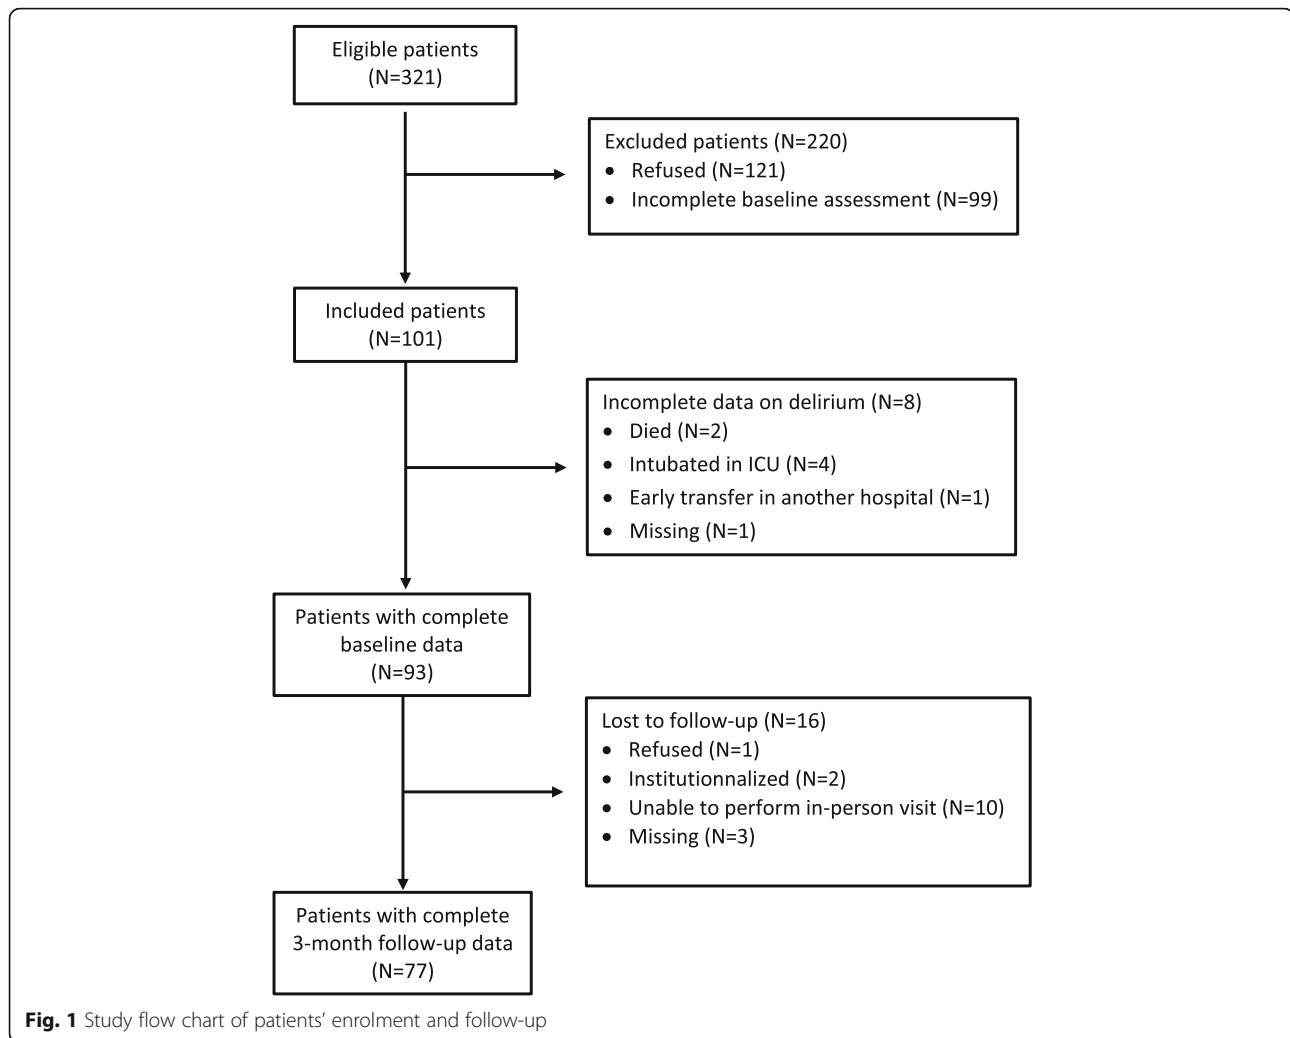 Eligible patients
(N=321)
Excluded patients (N=220)
• Refused (N=121)
• Incomplete baseline assessment (N=99)
Included patients
(N=101)
Incomplete data on delirium (N=8)
• Died (N=2)
• Intubated in ICU (N=4)
• Early transfer in another hospital (N=1)
• Missing (N=1)
Patients with complete
baseline data
(N=93)
Lost to follow-up (N=16)
• Refused (N=1)
• Institutionnalized (N=2)
• Unable to perform in-person visit (N=10)
• Missing (N=3)
Patients with complete
3-month follow-up data
(N=77)
Fig. 1 Study flow chart of patients’ enrolment and follow-up